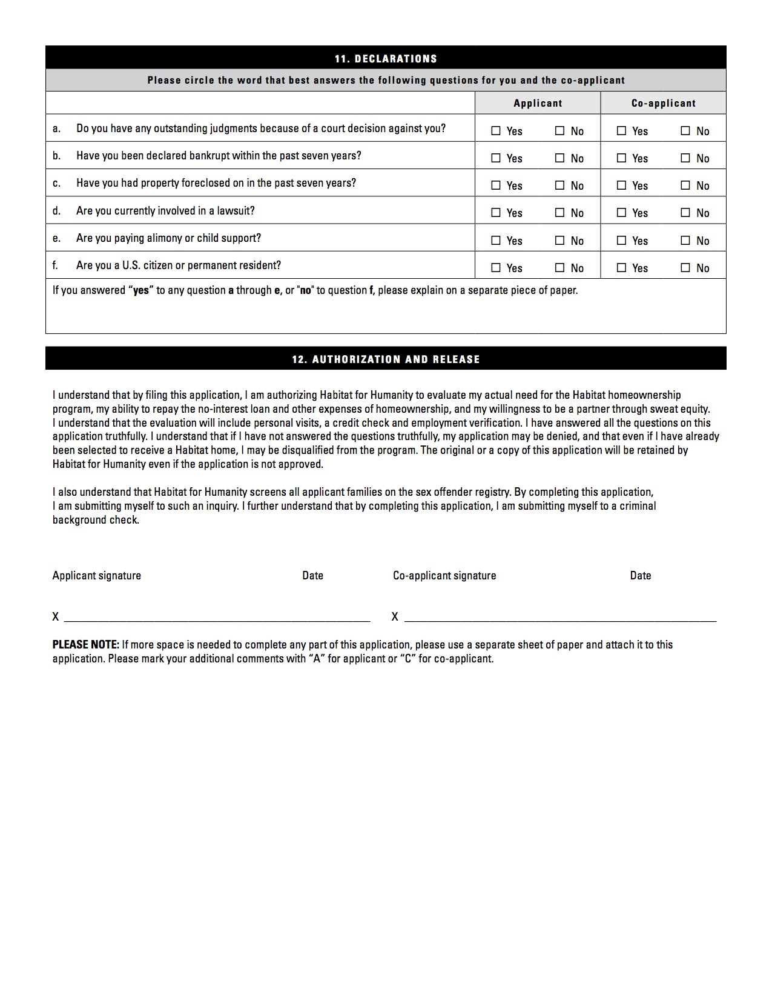 11. DECLARATIONS
Please circle the word that best answers the following questions for you and the co-applicant
Applicant Co-applicant
a. Do you have any outstanding judgments because of a court decision against you? ☐ Yes ☐ No ☐ Yes ☐ No
b. Have you been declared bankrupt within the past seven years? ☐ Yes ☐ No ☐ Yes ☐ No
c. Have you had property foreclosed on in the past seven years? ☐ Yes ☐ No ☐ Yes ☐ No
d. Are you currently involved in a lawsuit? ☐ Yes ☐ No ☐ Yes ☐ No
e. Are you paying alimony or child support? ☐ Yes ☐ No ☐ Yes ☐ No
f. Are you a U.S. citizen or permanent resident? ☐ Yes ☐ No ☐ Yes ☐ No
If you answered “yes” to any question a through e, or "no" to question f, please explain on a separate piece of paper.
12. AUTHORIZATION AND RELEASE
I understand that by filing this application, I am authorizing Habitat for Humanity to evaluate my actual need for the Habitat homeownership
program, my ability to repay the no-interest loan and other expenses of homeownership, and my willingness to be a partner through sweat equity.
I understand that the evaluation will include personal visits, a credit check and employment verification. I have answered all the questions on this
application truthfully. I understand that if I have not answered the questions truthfully, my application may be denied, and that even if I have already
been selected to receive a Habitat home, I may be disqualified from the program. The original or a copy of this application will be retained by
Habitat for Humanity even if the application is not approved.
I also understand that Habitat for Humanity screens all applicant families on the sex offender registry. By completing this application,
I am submitting myself to such an inquiry. I further understand that by completing this application, I am submitting myself to a criminal
background check.
Applicant signature Date Co-applicant signature Date
X ______________________________ X ______________________________
PLEASE NOTE: If more space is needed to complete any part of this application, please use a separate sheet of paper and attach it to this
application. Please mark your additional comments with “A” for applicant or “C” for co-applicant.